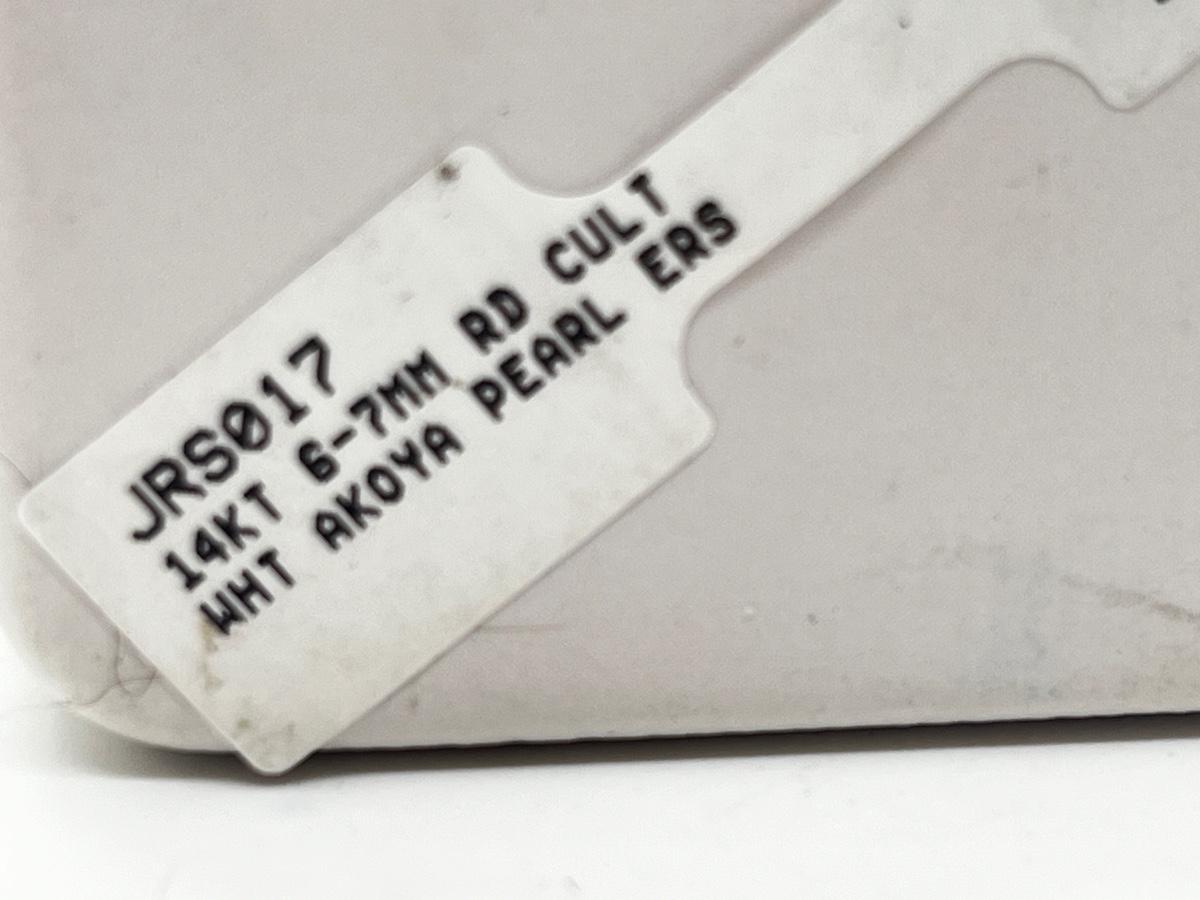 JRS017
14KT 6-7MM RD CULT
WHT AKOYA PEARL ERS